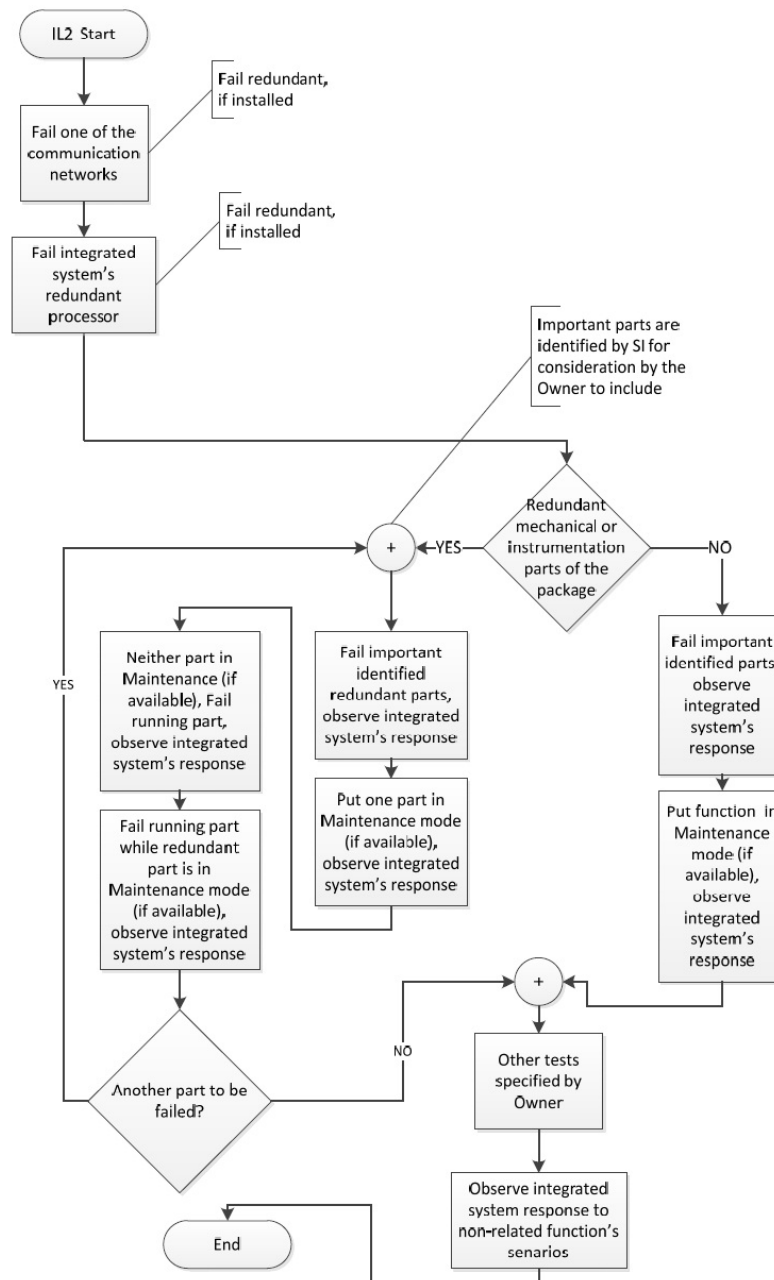 IL2 Start
Fail redundant,
if installed
Fail one of the
communication
networks
Fail redundant,
if installed
Fail integrated
system's
redundant
processor
Important parts are
identified by SI for
consideration by the
Owner to include
Redundant
mechanical or
instrumentation
parts of the
package
+
YES
NO
Neither part in
Maintenance (if
available), Fail
running part,
observe integrated
system's response
Fail important
identified
redundant parts,
observe integrated
system's response
Fail important
identified parts,
observe
integrated
system's
response
YES
Fail running part
while redundant
part is in
Maintenance mode
(if available),
observe integrated
system's response
Put one part in
Maintenance mode
(if available),
observe integrated
system's response
Put function in
Maintenance
mode (if
available),
observe
integrated
system's
response
+
NO
Another part to be
failed?
Other tests
specified by
Owner
Observe integrated
system response to
non-related function's
senarios
End